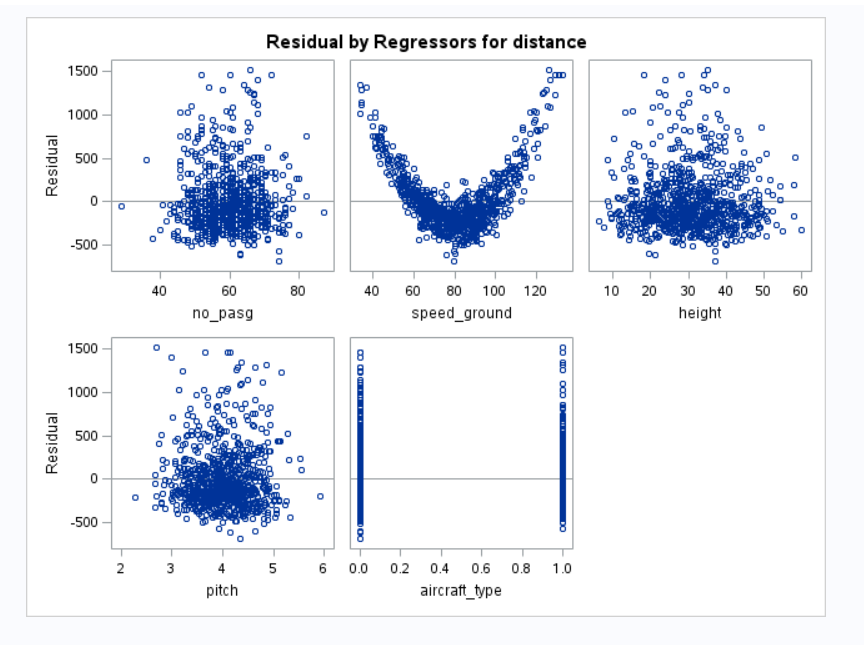 Residual by Regressors for distance
Residual
1500
1000
500
0
-500
40 60 80
no_pasg
40 60 80 100 120
speed_ground
10 20 30 40 50 60
height
Residual
1500
1000
500
0
-500
2 3 4 5 6
pitch
0.0 0.2 0.4 0.6 0.8 1.0
aircraft_type